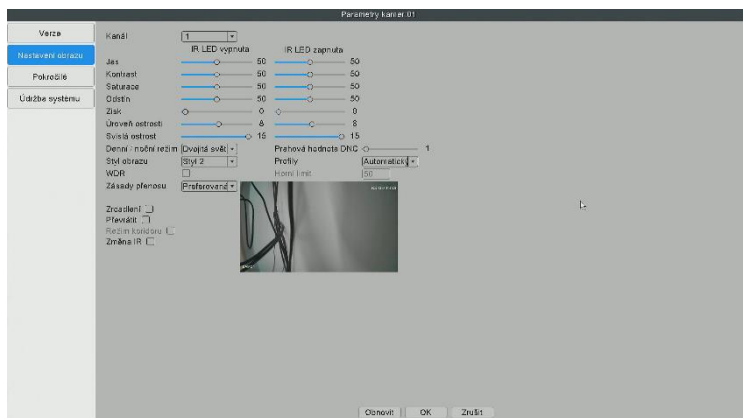 Parametry kamer 01
Verze
Nastavení obrazu
Pokročilé
Údržba systému
Kanál 1
IR LED vypnuta IR LED zapnuta
Jas 50 50
Kontrast 50 50
Saturace 50 50
Odstín 50 50
Zisk 0 0
Úroveň ostrosti 8 8
Svislá ostrost 15 15
Denní / noční režim Dvojitá svět Prahová hodnota DNC 1
Styl obrazu Styl 2 Profily Automaticky
WDR Horní limit 50
Zásady přenosu Preferovaná
Zrcadlení
Převrátit
Režim koridoru
Změna IR
Obnovit OK Zrušit